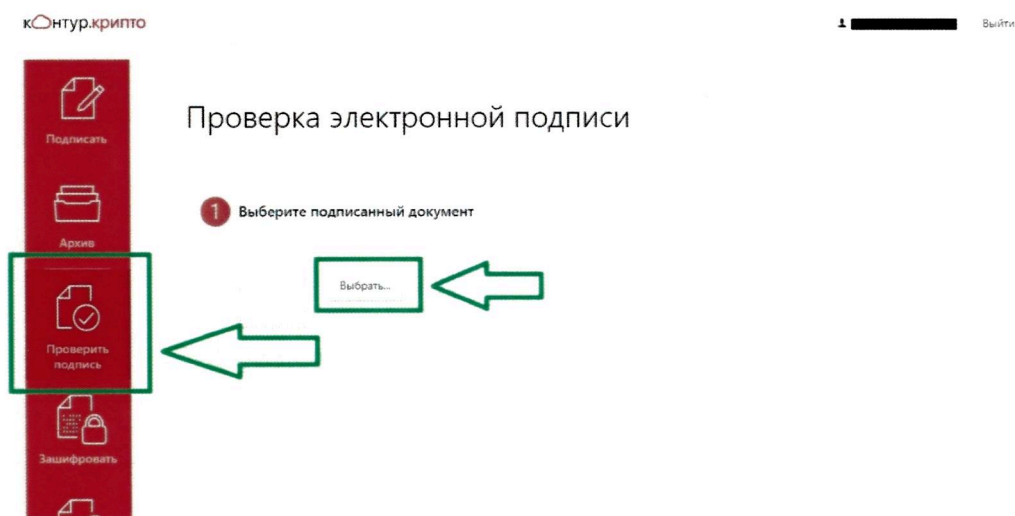 контур.крипто
Выйти
Подписать
Архив
Проверить
подпись
Зашифровать
Проверка электронной подписи
1 Выберите подписанный документ
Выбрать...